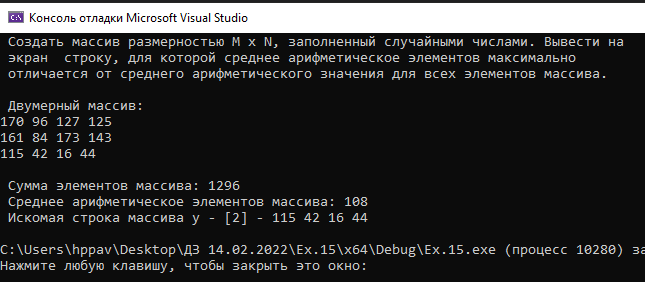 Консоль отладки Microsoft Visual Studio
Создать массив размерностью M x N, заполненный случайными числами. Вывести на
экран  строку, для которой среднее арифметическое элементов максимально
отличается от среднего арифметического значения для всех элементов массива.
Двумерный массив:
170 96 127 125
161 84 173 143
115 42 16 44
Сумма элементов массива: 1296
Среднее арифметическое элементов массива: 108
Искомая строка массива y - [2] - 115 42 16 44
C:\Users\hppav\Desktop\ДЗ 14.02.2022\Ex.15\x64\Debug\Ex.15.exe (процесс 10280) за
Нажмите любую клавишу, чтобы закрыть это окно: